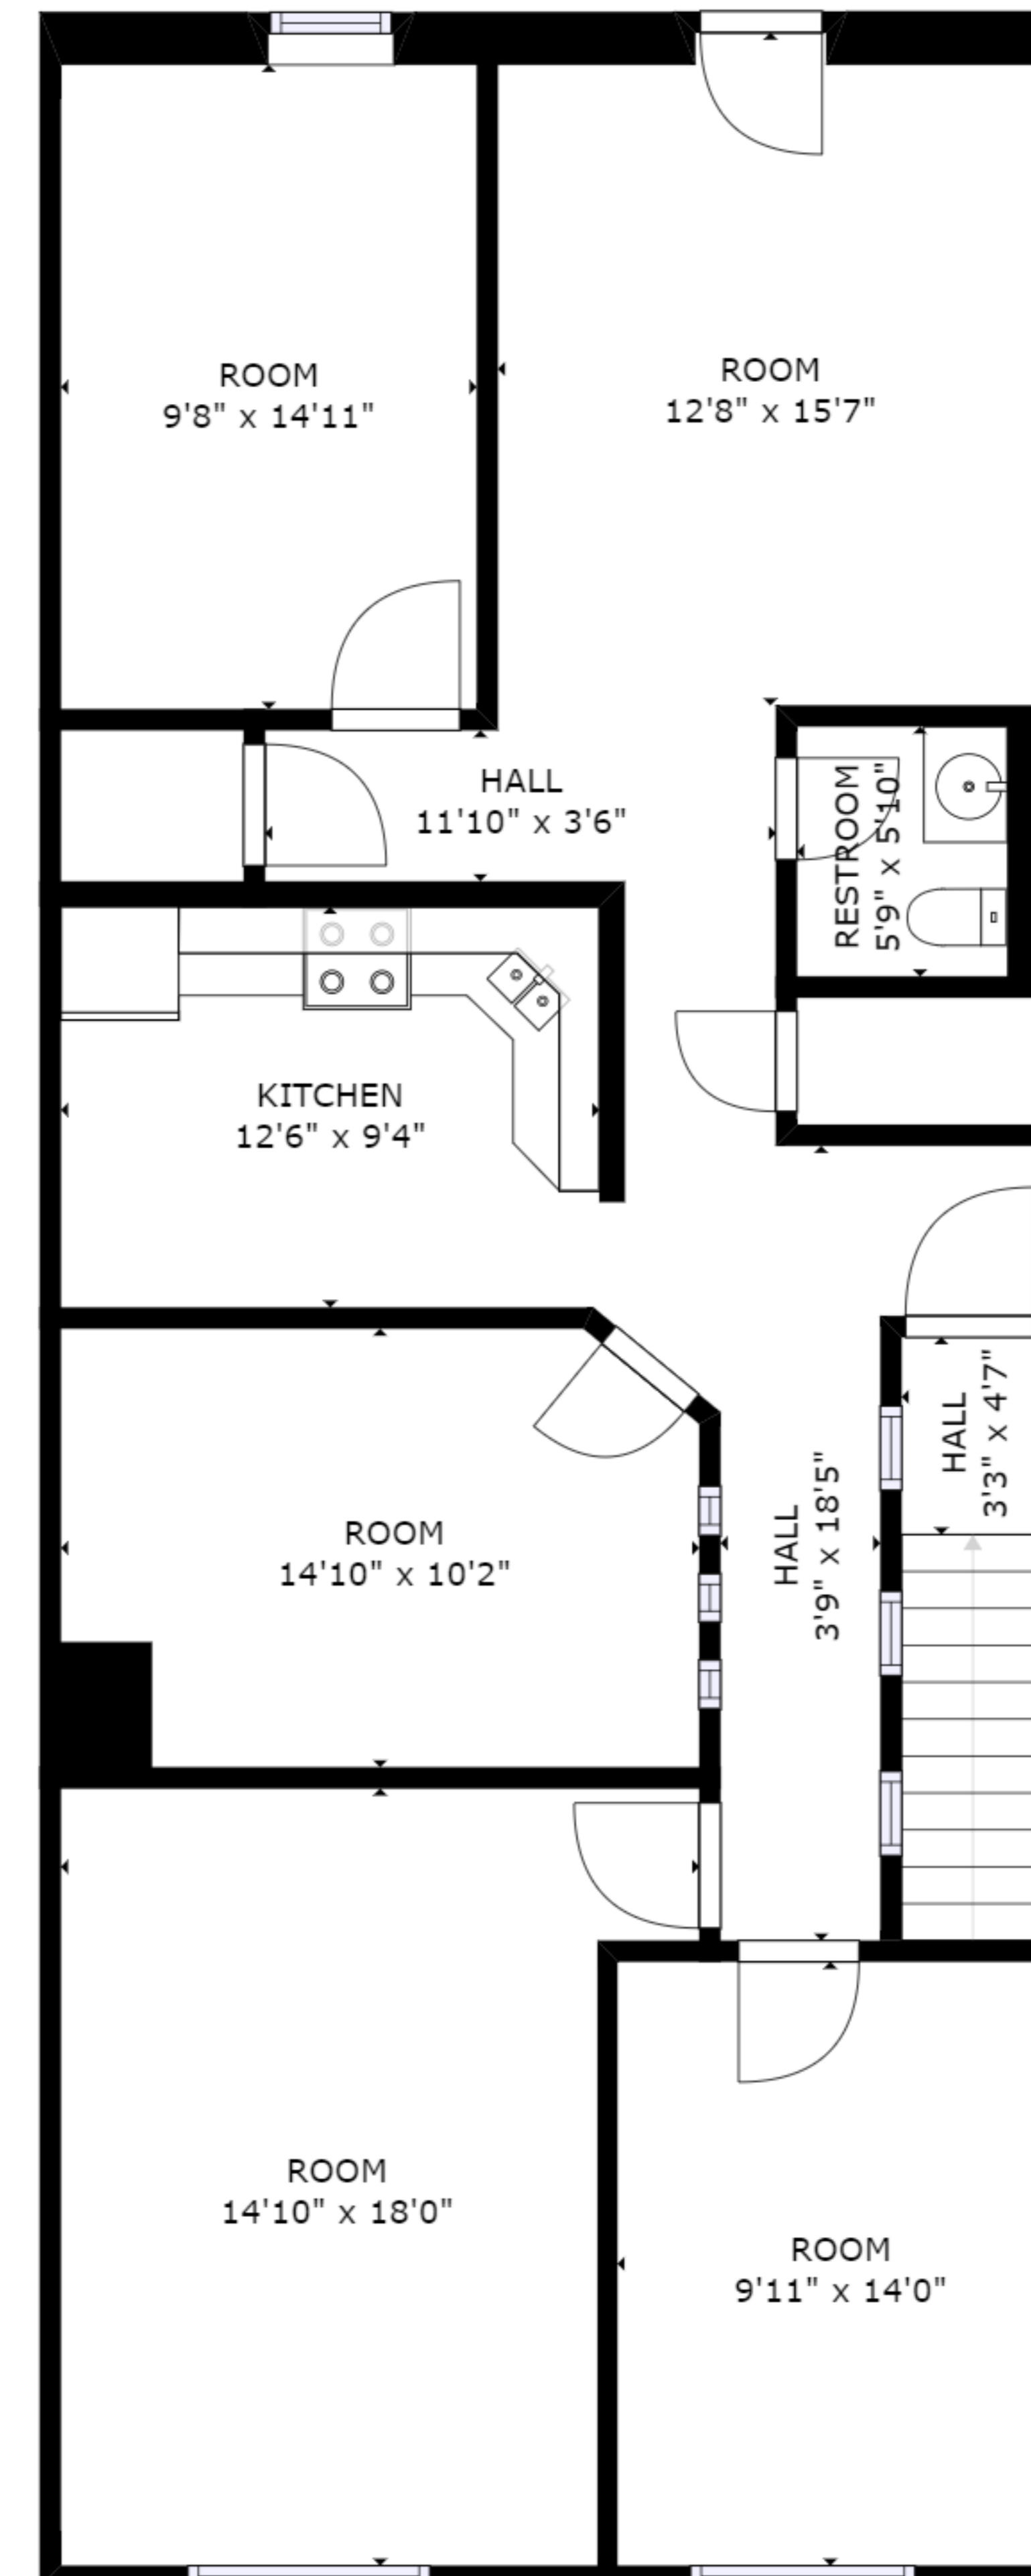 ROOM
9'8" x 14'11"
ROOM
12'8" x 15'7"
HALL
11'10" x 3'6"
RESTROOM
5'9" x 5'10"
KITCHEN
12'6" x 9'4"
HALL
3'3" x 4'7"
ROOM
14'10" x 10'2"
HALL
3'9" x 18'5"
ROOM
14'10" x 18'0"
ROOM
9'11" x 14'0"